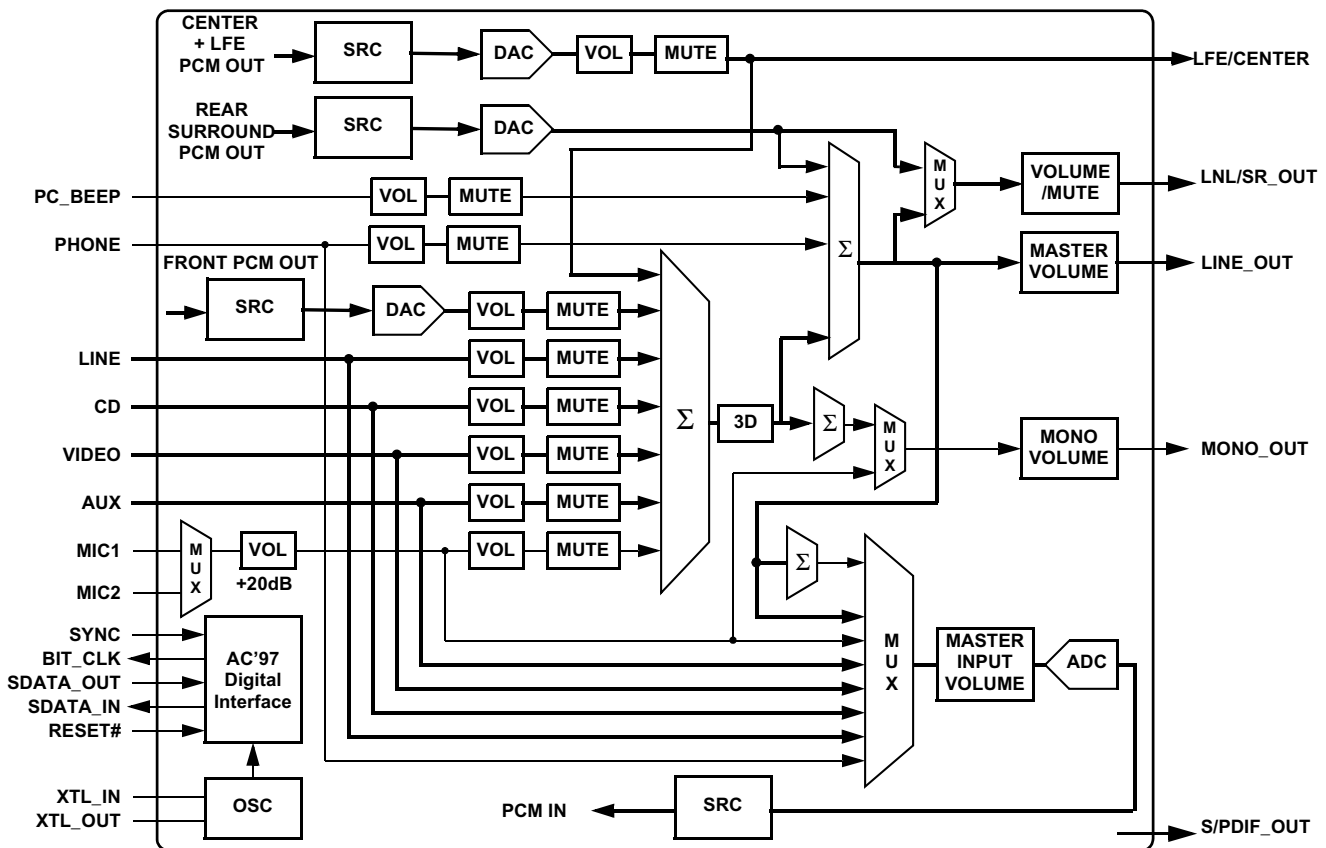 CENTER
+ LFE
PCM OUT
SRC
DAC
VOL
MUTE
LFE/CENTER
REAR
SURROUND
PCM OUT
SRC
DAC
MUX
VOLUME
/MUTE
LNL/SR_OUT
PC_BEEP
VOL
MUTE
PHONE
VOL
MUTE
Σ
MASTER
VOLUME
LINE_OUT
FRONT PCM OUT
SRC
DAC
VOL
MUTE
LINE
VOL
MUTE
CD
VOL
MUTE
Σ
3D
Σ
MUX
MONO
VOLUME
MONO_OUT
VIDEO
VOL
MUTE
AUX
VOL
MUTE
MIC1
MUX
VOL
+20dB
VOL
MUTE
Σ
MIC2
SYNC
BIT_CLK
SDATA_OUT
SDATA_IN
RESET#
AC'97
Digital
Interface
MUX
MASTER
INPUT
VOLUME
ADC
XTL_IN
XTL_OUT
OSC
PCM IN
SRC
S/PDIF_OUT